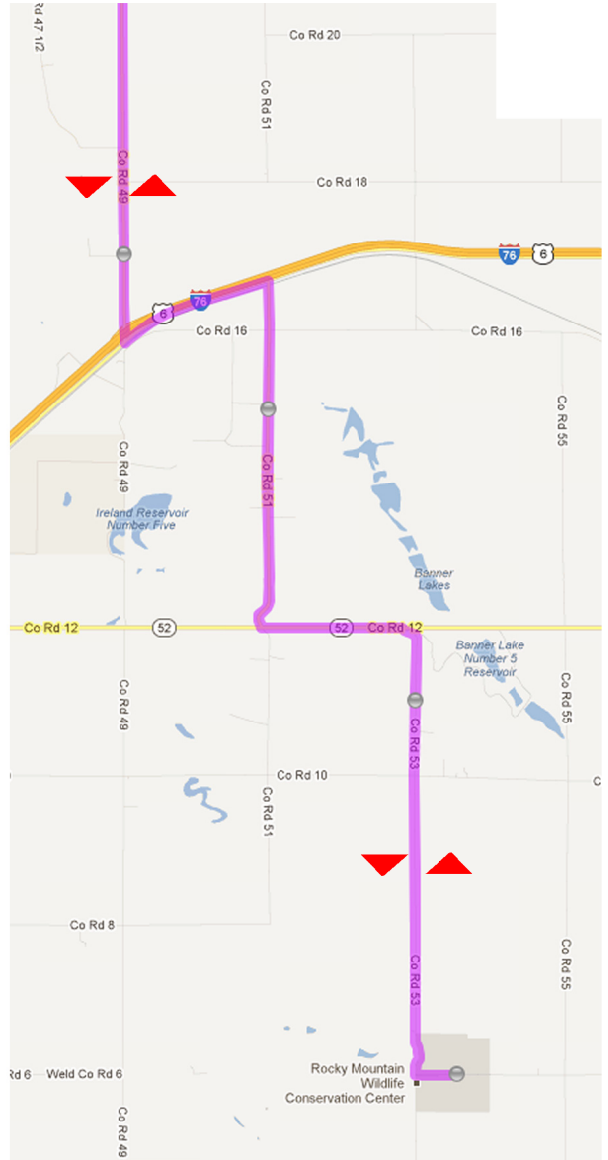 Rd 47 1/2
Co Rd 20
Co Rd 51
Co Rd 49
Co Rd 18
76
6
6
76
Co Rd 16
Co Rd 16
Co Rd 55
Co Rd 49
Co Rd 51
Ireland Reservoir
Number Five
Banner
Lakes
Co Rd 12
52
52
Co Rd 12
Banner Lake
Number 5
Reservoir
Co Rd 49
Co Rd 55
Co Rd 53
Co Rd 10
C
Co Rd 51
Co Rd 8
Co Rd 53
Co Rd 55
Rd 6
Weld Co Rd 6
Rocky Mountain
Wildlife
Conservation Center
Co Rd 49